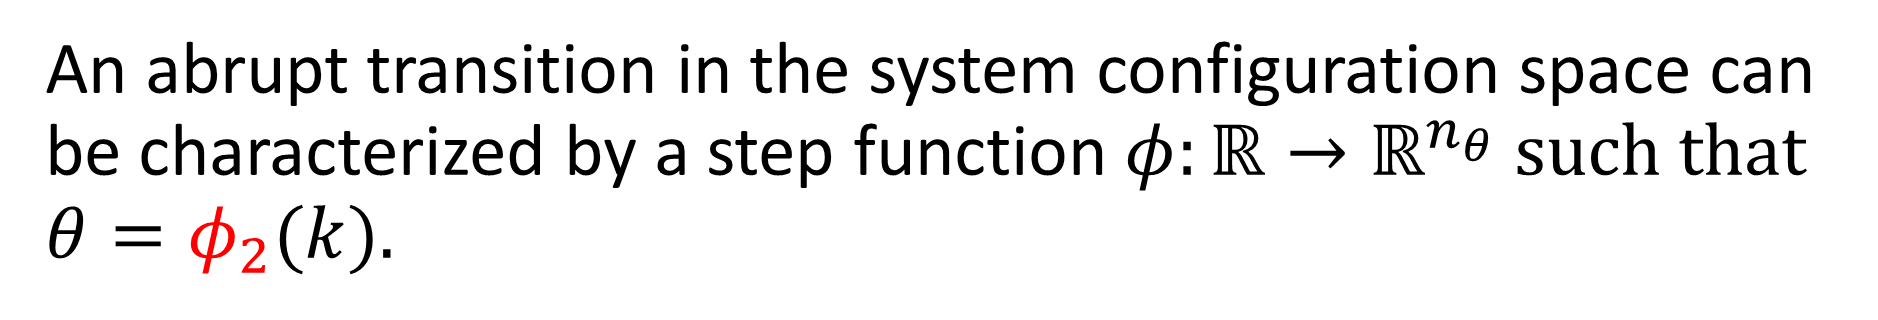 An abrupt transition in the system configuration space can
be characterized by a step function ϕ: ℝ → ℝ^{n_θ} such that
θ = ϕ₂(k).